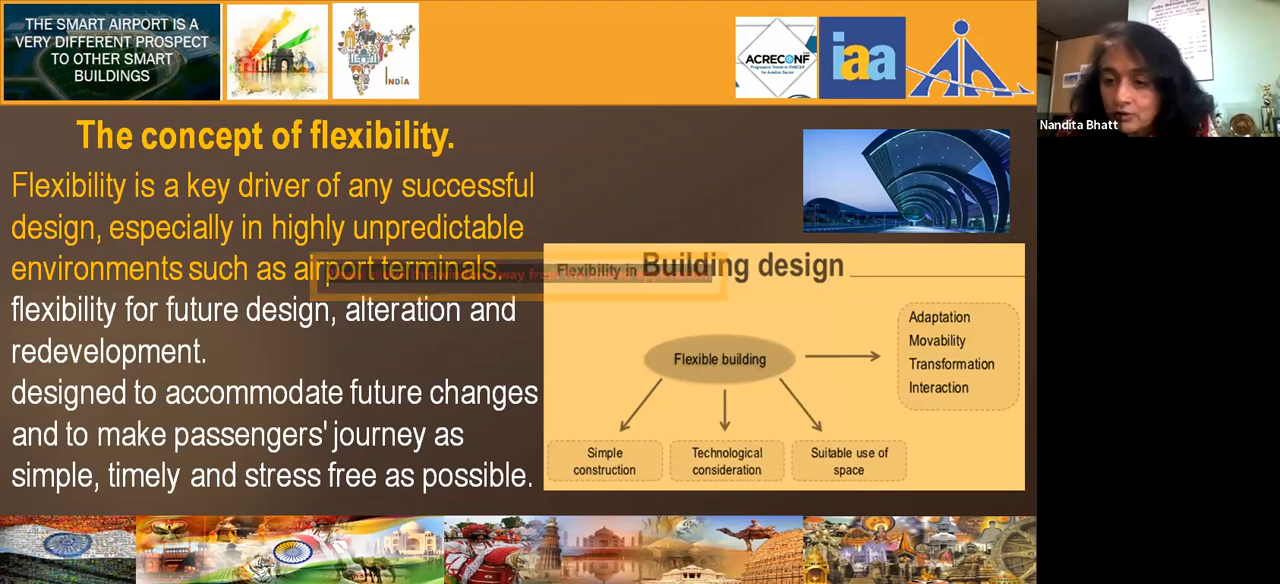 THE SMART AIRPORT IS A
VERY DIFFERENT PROSPECT
TO OTHER SMART
BUILDINGS
INDIA
ACRECONF
iaa
Nandita Bhatt
The concept of flexibility.
Flexibility is a key driver of any successful
design, especially in highly unpredictable
environments such as airport terminals.
flexibility for future design, alteration and
redevelopment.
designed to accommodate future changes
and to make passengers' journey as
simple, timely and stress free as possible.
Flexibility in Building design
Flexible building
Adaptation
Movability
Transformation
Interaction
Simple
construction
Technological
consideration
Suitable use of
space